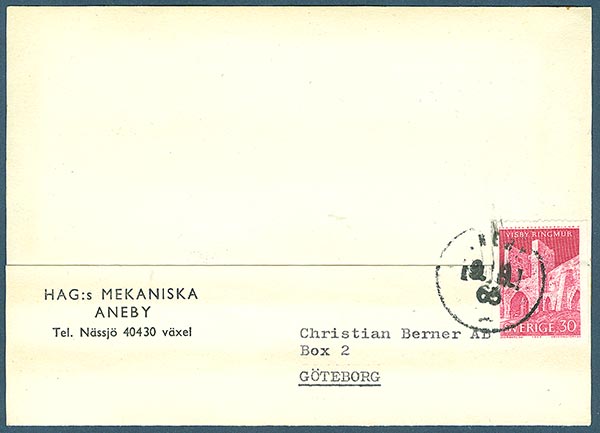 HAG:s MEKANISKA
ANEBY
Tel. Nässjö 40430 växel
Christian Berner AB
Box 2
GÖTEBORG
VISBY RINGMUR
SVERIGE 30